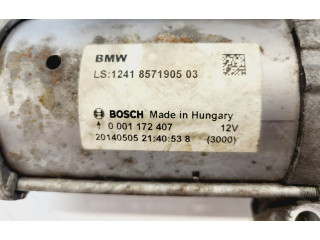 BMW
LS:1241 8571905 03
BOSCH Made in Hungary
0 001 172 407 12V
20140505 21:40:53 8 (3000)